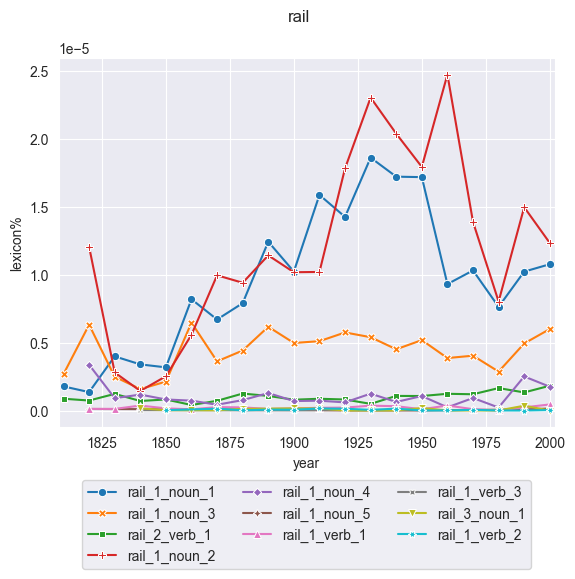 rail
1e−5
2.5
2.0
1.5
1.0
0.5
0.0
lexicon%
1825 1850 1875 1900 1925 1950 1975 2000
year
rail_1_noun_1 rail_1_noun_4 rail_1_verb_3
rail_1_noun_3 rail_1_noun_5 rail_3_noun_1
rail_2_verb_1 rail_1_verb_1 rail_1_verb_2
rail_1_noun_2